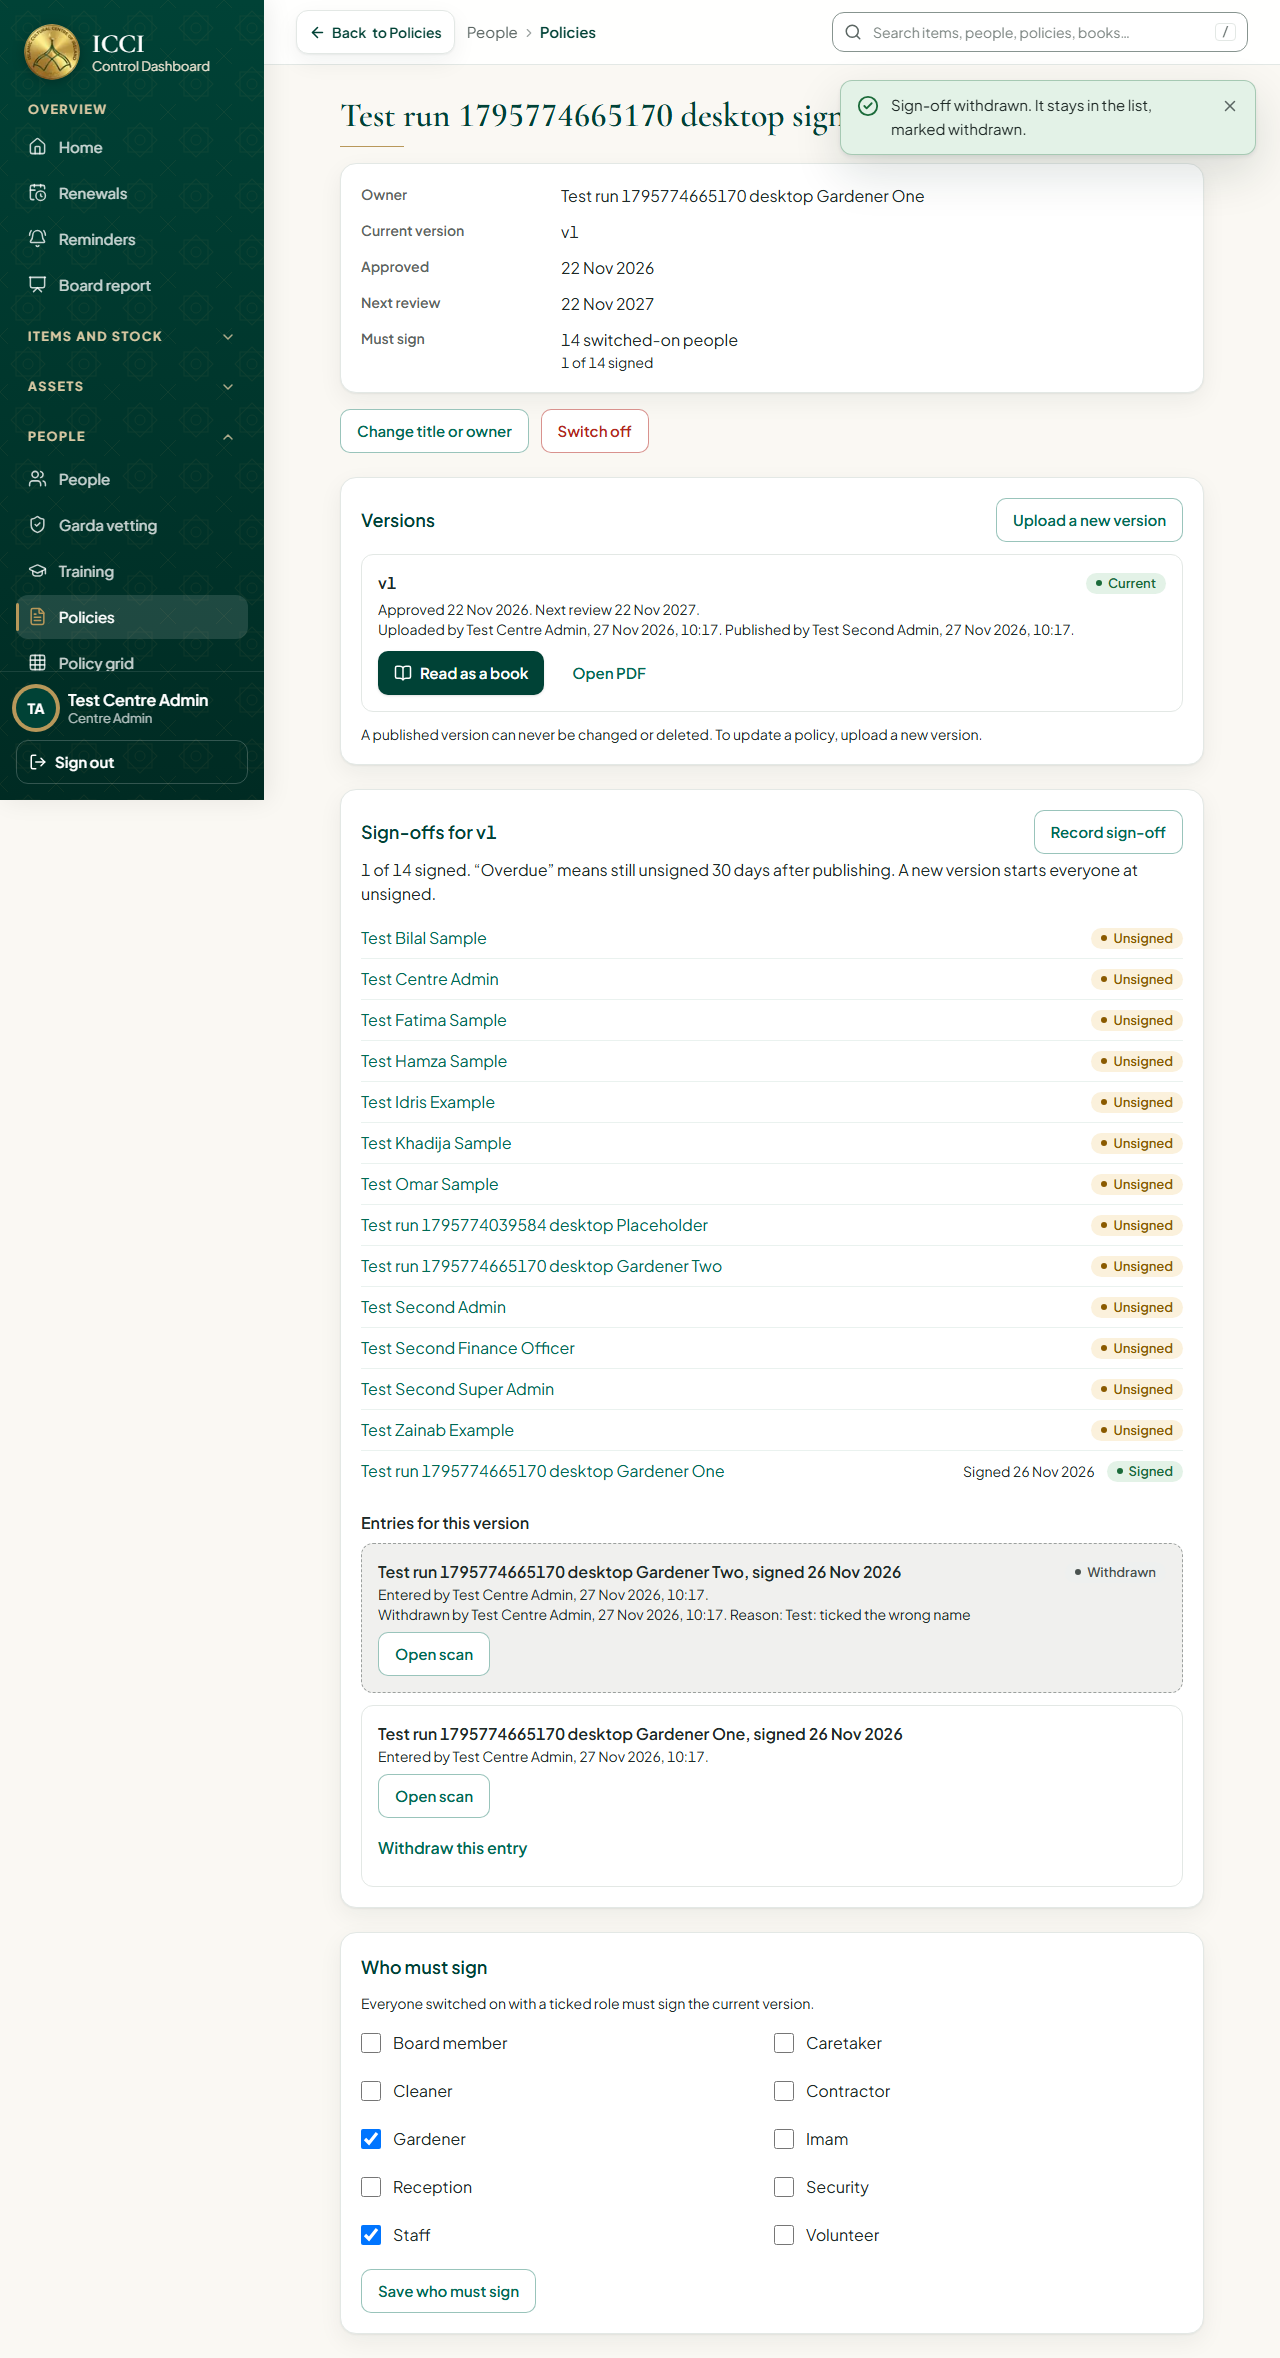 ICCI
Control Dashboard
OVERVIEW
Home
Renewals
Reminders
Board report
ITEMS AND STOCK
ASSETS
PEOPLE
People
Garda vetting
Training
Policies
Policy grid
TA
Test Centre Admin
Centre Admin
Sign out
Back to Policies
People › Policies
Search items, people, policies, books…
/
Sign-off withdrawn. It stays in the list,
marked withdrawn.
Test run 1795774665170 desktop sign
Owner
Test run 1795774665170 desktop Gardener One
Current version
v1
Approved
22 Nov 2026
Next review
22 Nov 2027
Must sign
14 switched-on people
1 of 14 signed
Change title or owner
Switch off
Versions
Upload a new version
v1
Current
Approved 22 Nov 2026. Next review 22 Nov 2027.
Uploaded by Test Centre Admin, 27 Nov 2026, 10:17. Published by Test Second Admin, 27 Nov 2026, 10:17.
Read as a book
Open PDF
A published version can never be changed or deleted. To update a policy, upload a new version.
Sign-offs for v1
Record sign-off
1 of 14 signed. “Overdue” means still unsigned 30 days after publishing. A new version starts everyone at
unsigned.
Test Bilal Sample
Unsigned
Test Centre Admin
Unsigned
Test Fatima Sample
Unsigned
Test Hamza Sample
Unsigned
Test Idris Example
Unsigned
Test Khadija Sample
Unsigned
Test Omar Sample
Unsigned
Test run 1795774039584 desktop Placeholder
Unsigned
Test run 1795774665170 desktop Gardener Two
Unsigned
Test Second Admin
Unsigned
Test Second Finance Officer
Unsigned
Test Second Super Admin
Unsigned
Test Zainab Example
Unsigned
Test run 1795774665170 desktop Gardener One
Signed 26 Nov 2026
Signed
Entries for this version
Test run 1795774665170 desktop Gardener Two, signed 26 Nov 2026
Withdrawn
Entered by Test Centre Admin, 27 Nov 2026, 10:17.
Withdrawn by Test Centre Admin, 27 Nov 2026, 10:17. Reason: Test: ticked the wrong name
Open scan
Test run 1795774665170 desktop Gardener One, signed 26 Nov 2026
Entered by Test Centre Admin, 27 Nov 2026, 10:17.
Open scan
Withdraw this entry
Who must sign
Everyone switched on with a ticked role must sign the current version.
Board member
Caretaker
Cleaner
Contractor
Gardener
Imam
Reception
Security
Staff
Volunteer
Save who must sign